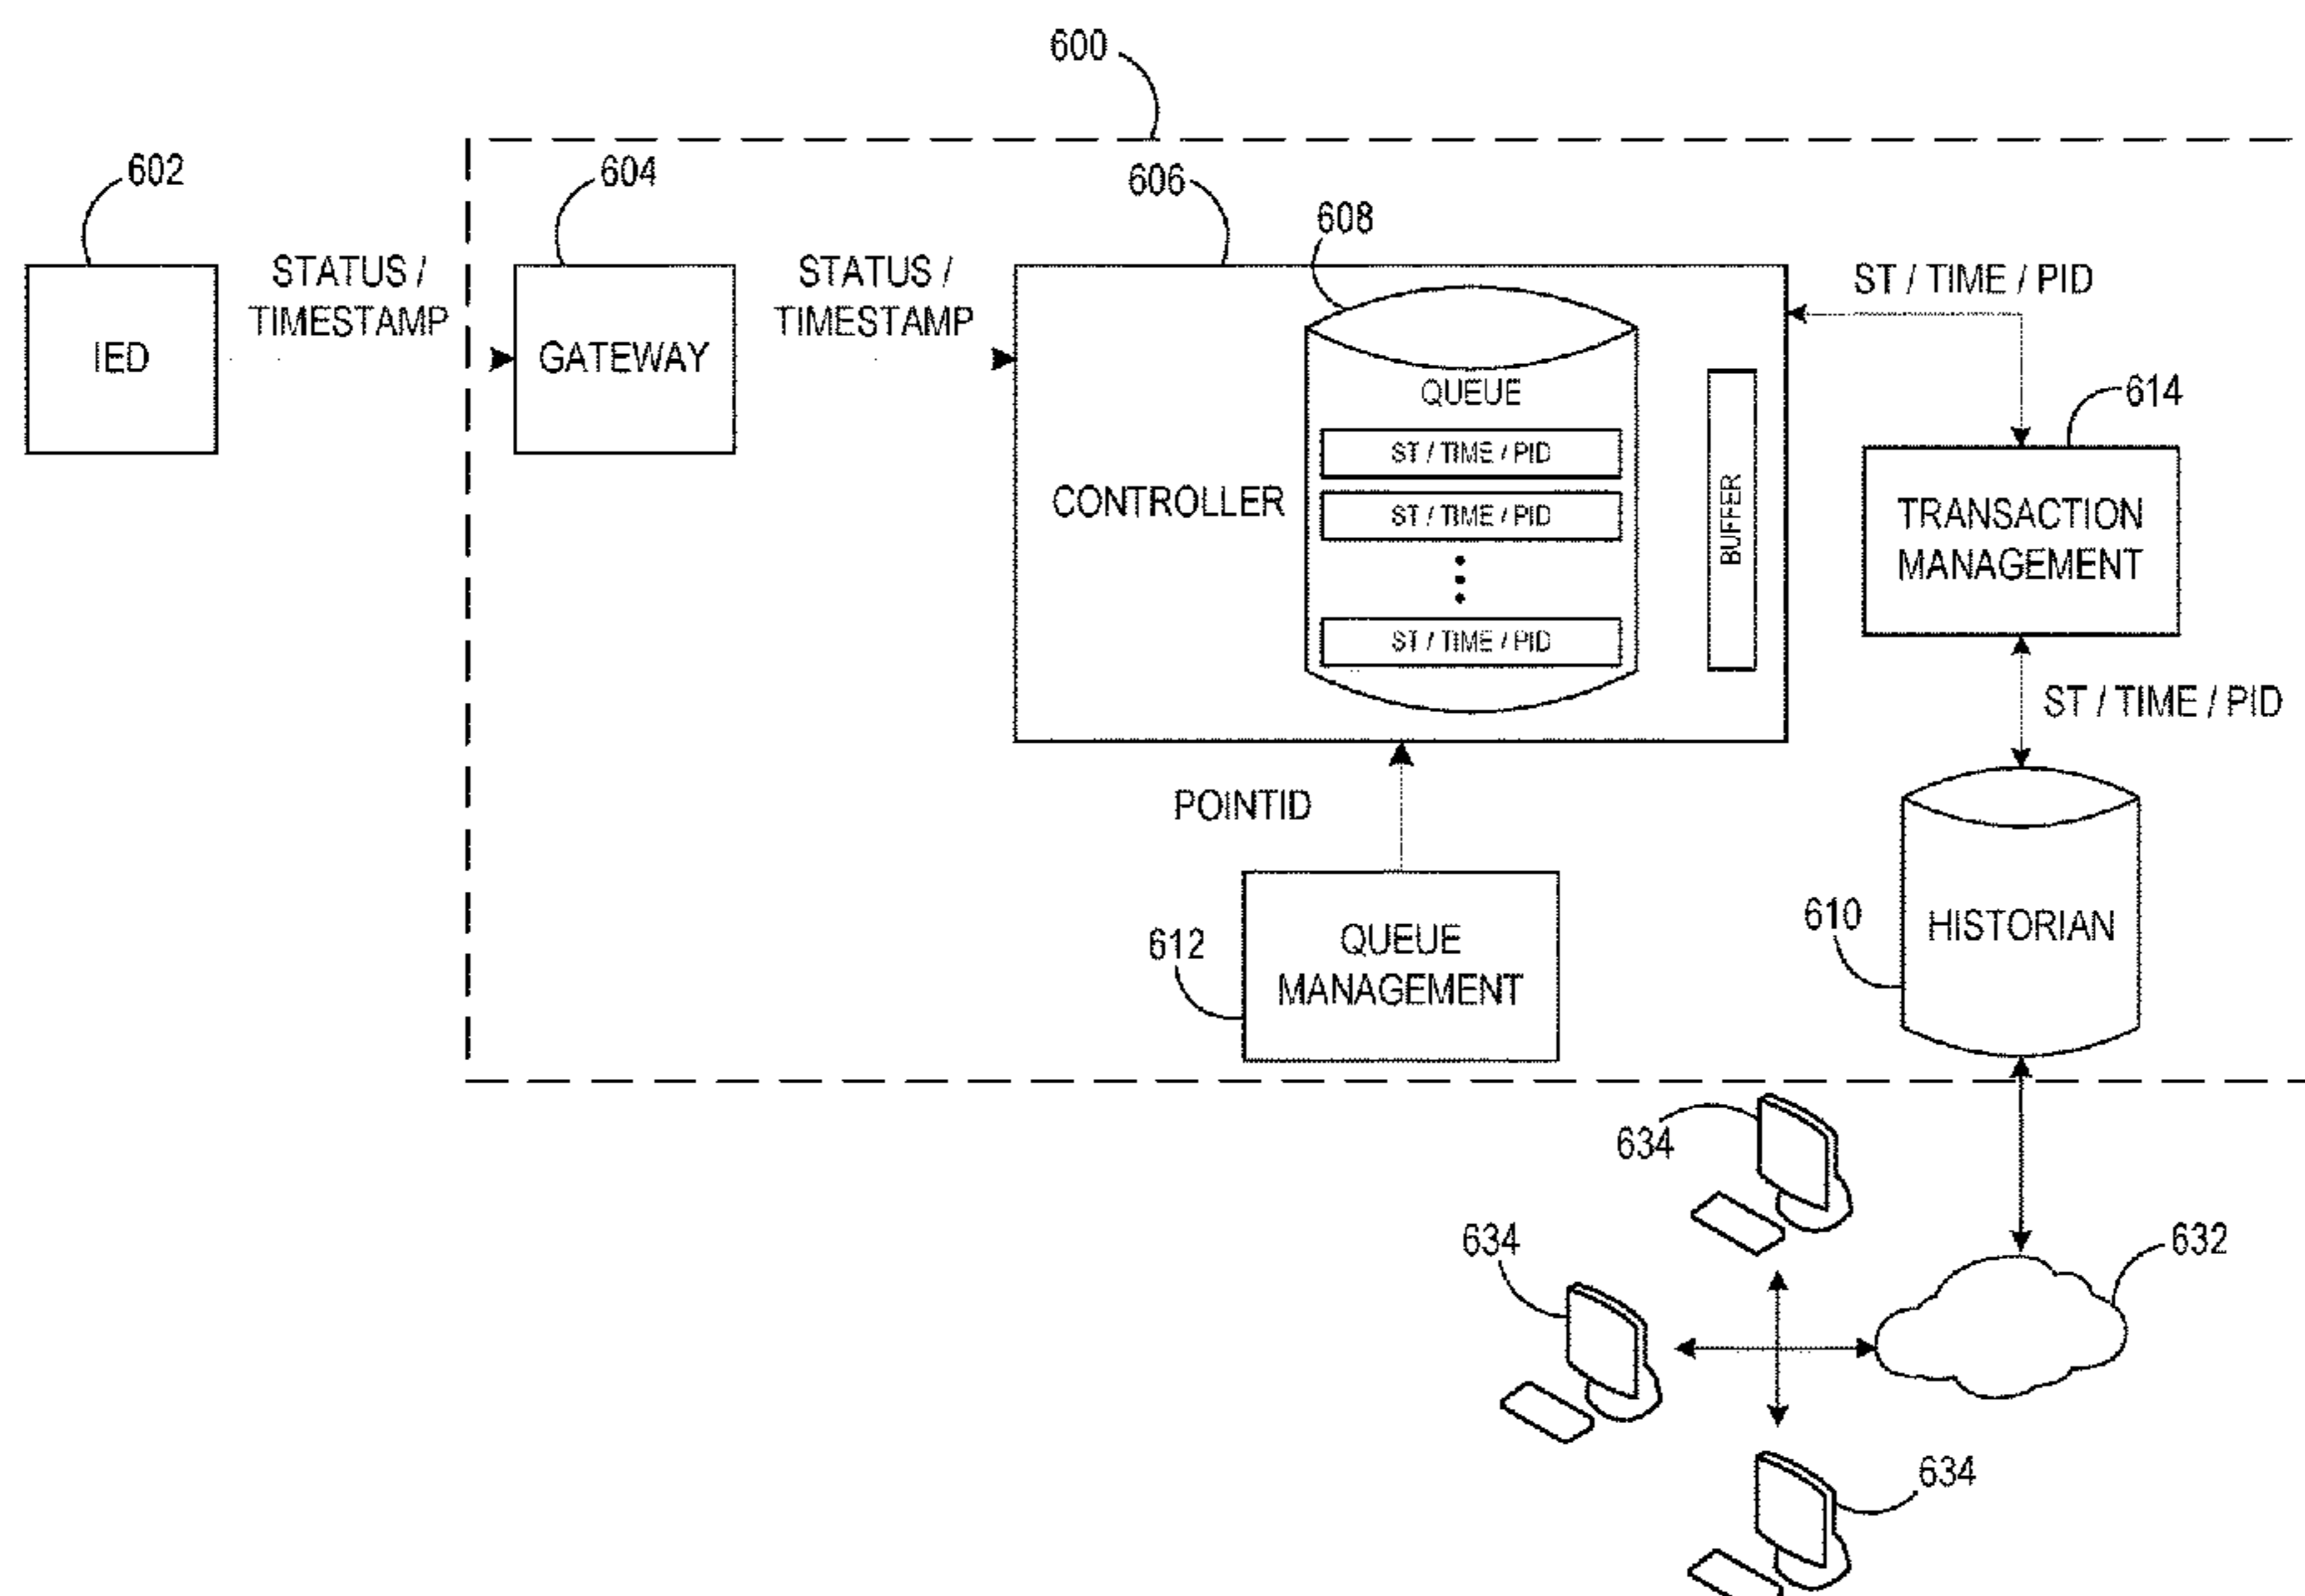 600
602
604
606
608
STATUS /
TIMESTAMP
STATUS /
TIMESTAMP
ST / TIME / PID
IED
GATEWAY
CONTROLLER
QUEUE
ST / TIME / PID
ST / TIME / PID
ST / TIME / PID
BUFFER
614
TRANSACTION
MANAGEMENT
ST / TIME / PID
POINTID
612
QUEUE
MANAGEMENT
610
HISTORIAN
634
634
632
634